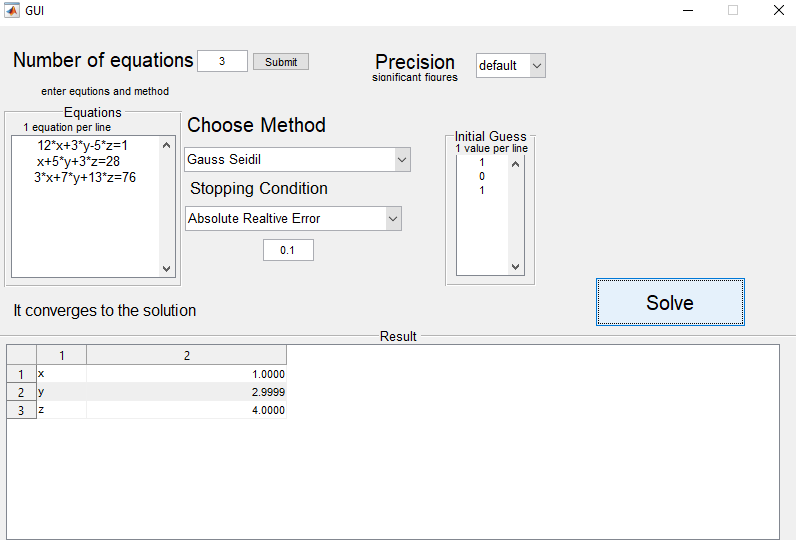 GUI
Number of equations 3 Submit
Precision default
significant figures
enter eqution​s and method
Equations
1 equation per line
12*x+3*y-5*z=1
x+5*y+3*z=28
3*x+7*y+13*z=76
Choose Method
Gauss Seidil
Stopping Condition
Absolute Realtive Error
0.1
Initial Guess
1 value per line
1
0
1
Solve
It converges to the solution
Result
1 2
1 x 1.0000
2 y 2.9999
3 z 4.0000